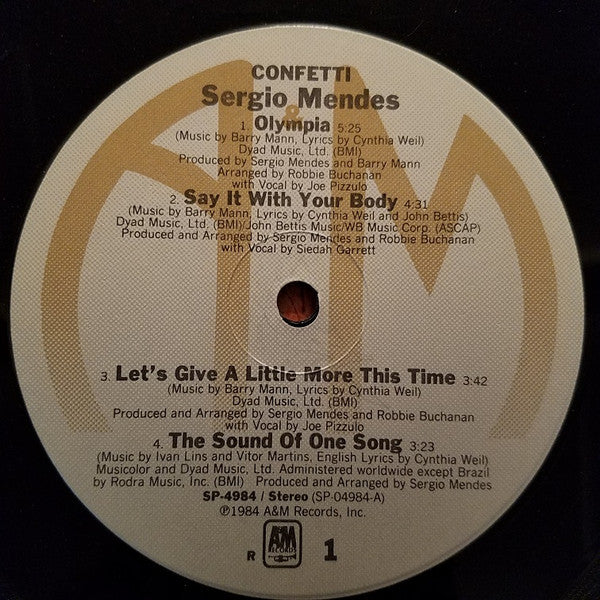 CONFETTI
Sergio Mendes
1. Olympia 5:25
(Music by Barry Mann, Lyrics by Cynthia Weil)
Dyad Music, Ltd. (BMI)
Produced by Sergio Mendes and Barry Mann
Arranged by Robbie Buchanan
with Vocal by Joe Pizzulo
2. Say It With Your Body 4:31
(Music by Barry Mann, Lyrics by Cynthia Weil and John Bettis)
Dyad Music, Ltd. (BMI)/John Bettis Music/WB Music Corp. (ASCAP)
Produced and Arranged by Sergio Mendes and Robbie Buchanan
with Vocal by Siedah Garrett
3. Let's Give A Little More This Time 3:42
(Music by Barry Mann, Lyrics by Cynthia Weil)
Dyad Music, Ltd. (BMI)
Produced and Arranged by Sergio Mendes and Robbie Buchanan
with Vocal by Joe Pizzulo
4. The Sound Of One Song 3:23
(Music by Ivan Lins and Vitor Martins, English Lyrics by Cynthia Weil)
Musicolor and Dyad Music, Ltd. Administered worldwide except Brazil
by Rodra Music, Inc. (BMI) Produced and Arranged by Sergio Mendes
SP-4984 / Stereo (SP-04984-A)
℗1984 A&M Records, Inc.
R A&M RECORDS 1